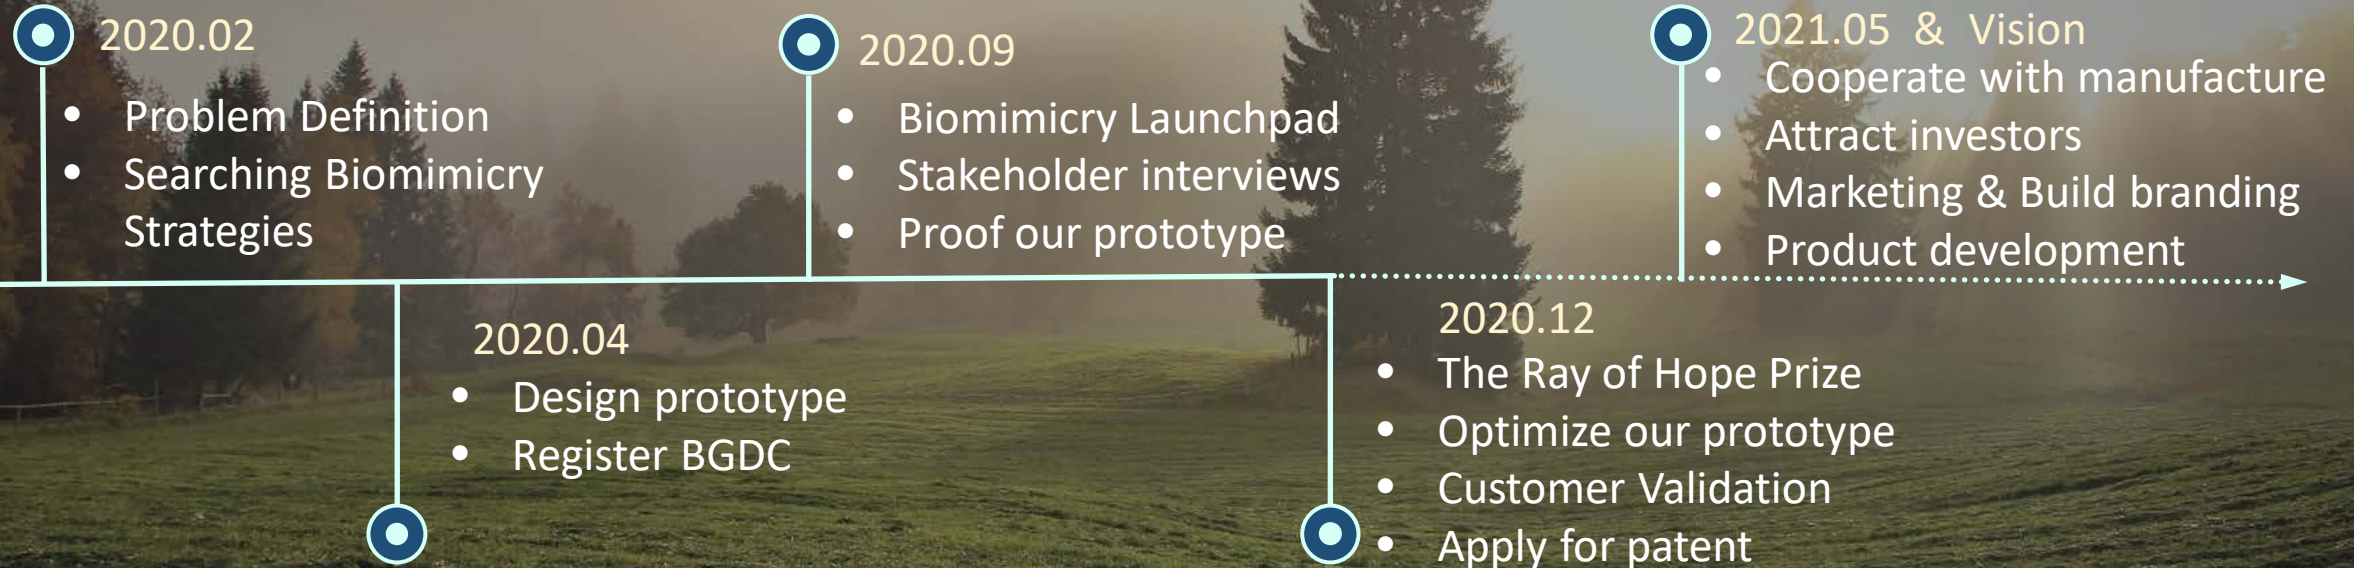 2020.02
• Problem Definition
• Searching Biomimicry
Strategies
2020.04
• Design prototype
• Register BGDC
2020.09
• Biomimicry Launchpad
• Stakeholder interviews
• Proof our prototype
2020.12
• The Ray of Hope Prize
• Optimize our prototype
• Customer Validation
• Apply for patent
2021.05 & Vision
• Cooperate with manufacture
• Attract investors
• Marketing & Build branding
• Product development